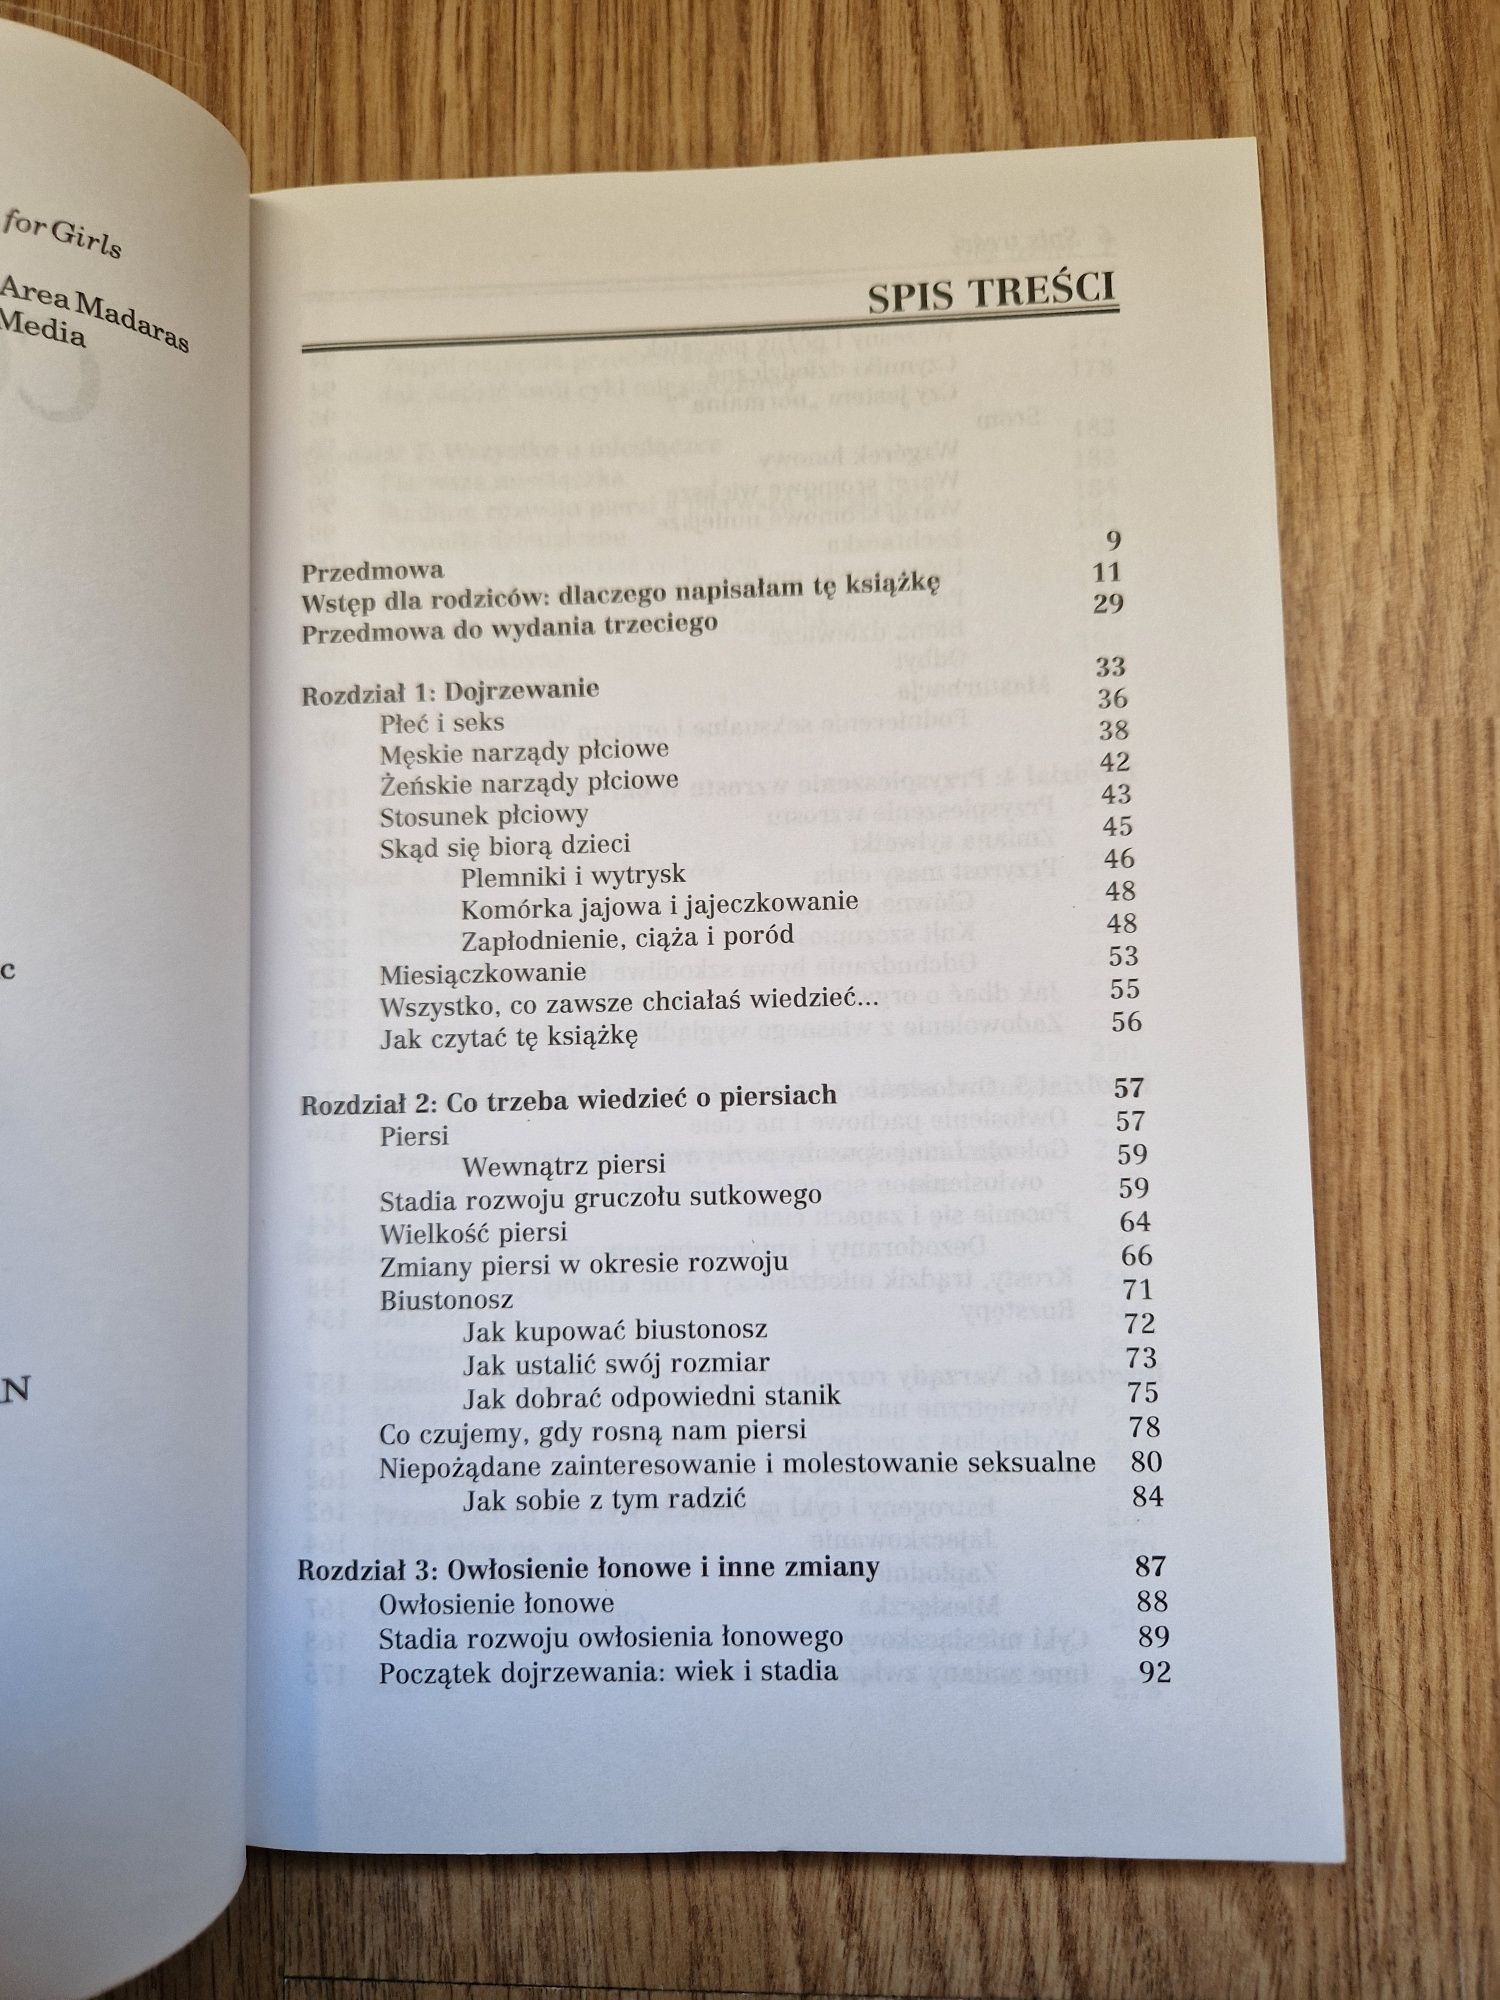 for Girls
Area Madaras
Media
C
N
SPIS TREŚCI
Przedmowa 9
Wstęp dla rodziców: dlaczego napisałam tę książkę 11
Przedmowa do wydania trzeciego 29
Rozdział 1: Dojrzewanie 33
Płeć i seks 36
Męskie narządy płciowe 38
Żeńskie narządy płciowe 42
Stosunek płciowy 43
Skąd się biorą dzieci 45
Plemniki i wytrysk 46
Komórka jajowa i jajeczkowanie 48
Zapłodnienie, ciąża i poród 48
Miesiączkowanie 53
Wszystko, co zawsze chciałaś wiedzieć... 55
Jak czytać tę książkę 56
Rozdział 2: Co trzeba wiedzieć o piersiach 57
Piersi 57
Wewnątrz piersi 59
Stadia rozwoju gruczołu sutkowego 59
Wielkość piersi 64
Zmiany piersi w okresie rozwoju 66
Biustonosz 71
Jak kupować biustonosz 72
Jak ustalić swój rozmiar 73
Jak dobrać odpowiedni stanik 75
Co czujemy, gdy rosną nam piersi 78
Niepożądane zainteresowanie i molestowanie seksualne 80
Jak sobie z tym radzić 84
Rozdział 3: Owłosienie łonowe i inne zmiany 87
Owłosienie łonowe 88
Stadia rozwoju owłosienia łonowego 89
Początek dojrzewania: wiek i stadia 92